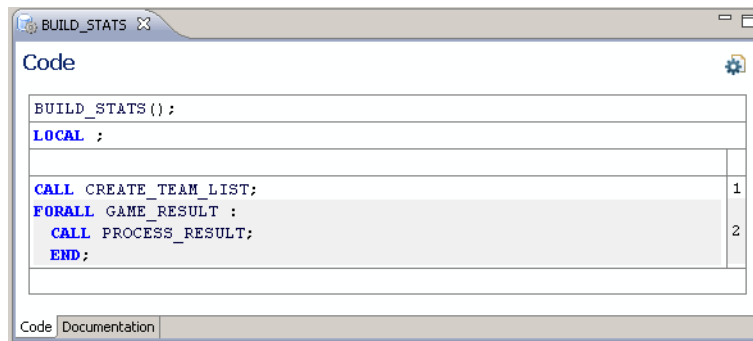 BUILD_STATS
Code
BUILD_STATS();
LOCAL ;
CALL CREATE_TEAM_LIST; 1
FORALL GAME_RESULT :
CALL PROCESS_RESULT; 2
END;
Code Documentation